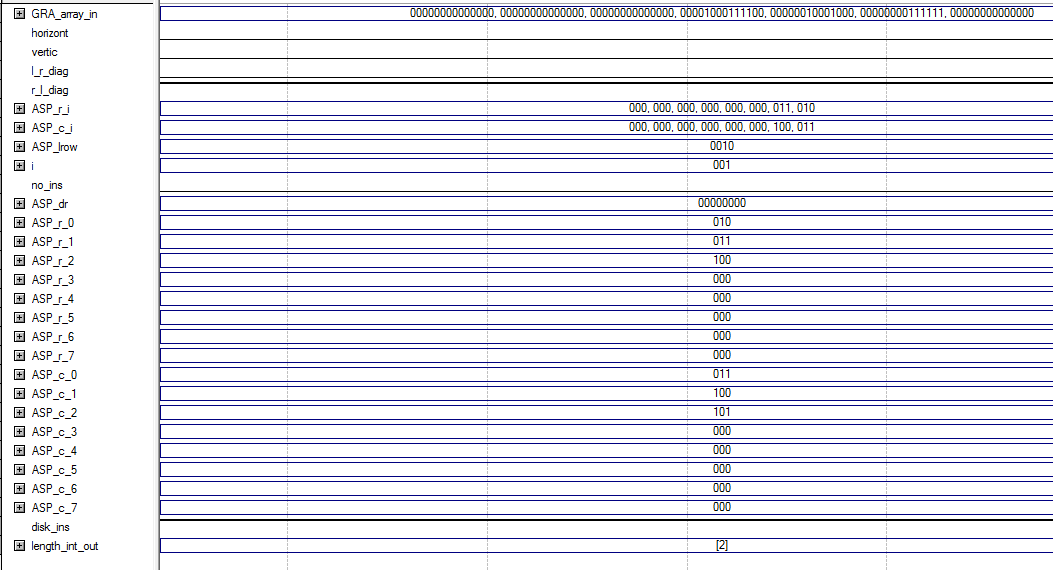 GRA_array_in 00000000000000, 00000000000000, 00000000000000, 00001000111100, 00000010001000, 00000000111111, 00000000000000
horizont
vertic
l_r_diag
r_l_diag
ASP_r_i 000, 000, 000, 000, 000, 000, 011, 010
ASP_c_i 000, 000, 000, 000, 000, 000, 100, 011
ASP_lrow 0010
i 001
no_ins
ASP_dr 00000000
ASP_r_0 010
ASP_r_1 011
ASP_r_2 100
ASP_r_3 000
ASP_r_4 000
ASP_r_5 000
ASP_r_6 000
ASP_r_7 000
ASP_c_0 011
ASP_c_1 100
ASP_c_2 101
ASP_c_3 000
ASP_c_4 000
ASP_c_5 000
ASP_c_6 000
ASP_c_7 000
disk_ins
length_int_out [2]